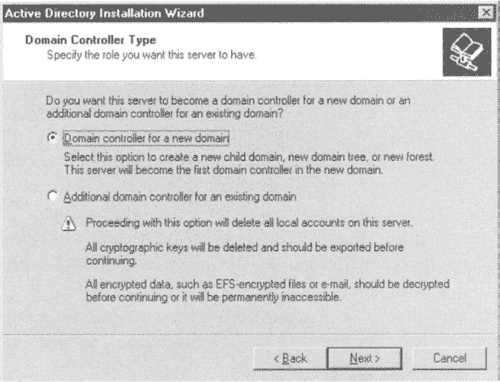 Active Directory Installation Wizard
Domain Controller Type
Specify the role you want this server to have.
Do you want this server to become a domain controller for a new domain or an
additional domain controller for an existing domain?
Domain controller for a new domain
Select this option to create a new child domain, new domain tree, or new forest.
This server will become the first domain controller in the new domain.
Additional domain controller for an existing domain
Proceeding with this option will delete all local accounts on this server.
All cryptographic keys will be deleted and should be exported before
continuing.
All encrypted data, such as EFS-encrypted files or e-mail, should be decrypted
before continuing or it will be permanently inaccessible.
< Back
Next >
Cancel